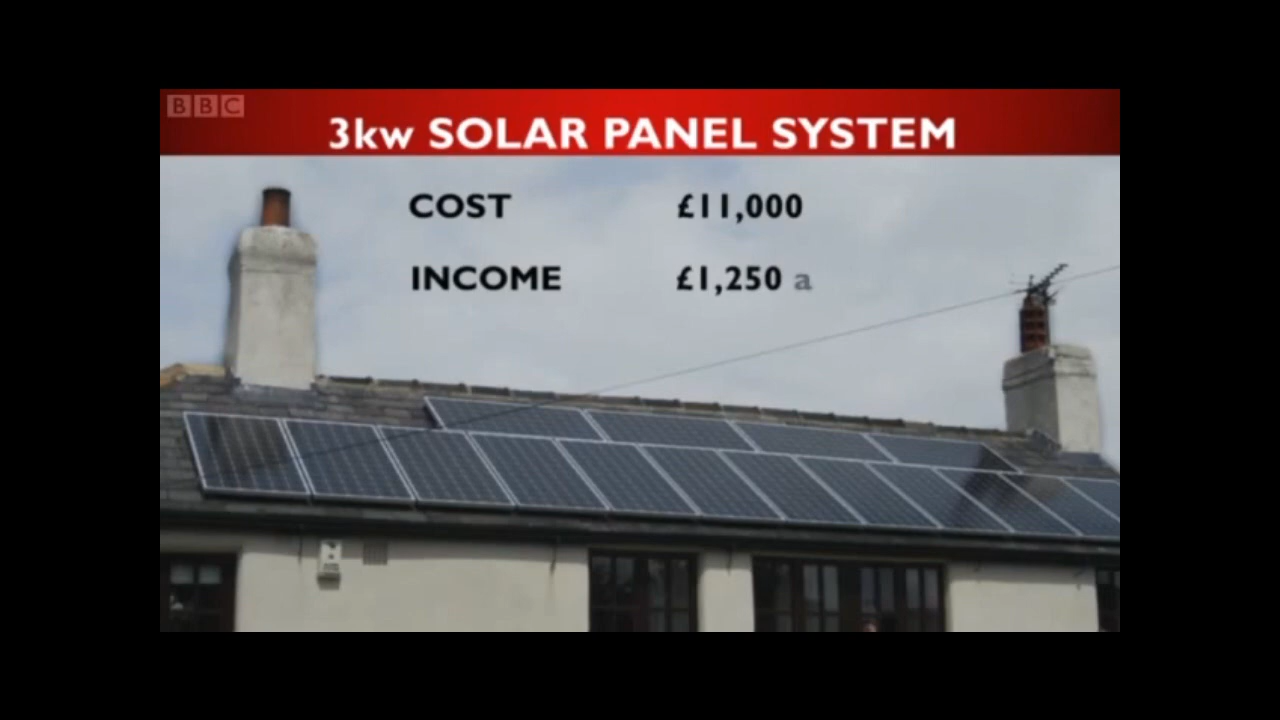 BBC
3kw SOLAR PANEL SYSTEM
COST £11,000
INCOME £1,250 a